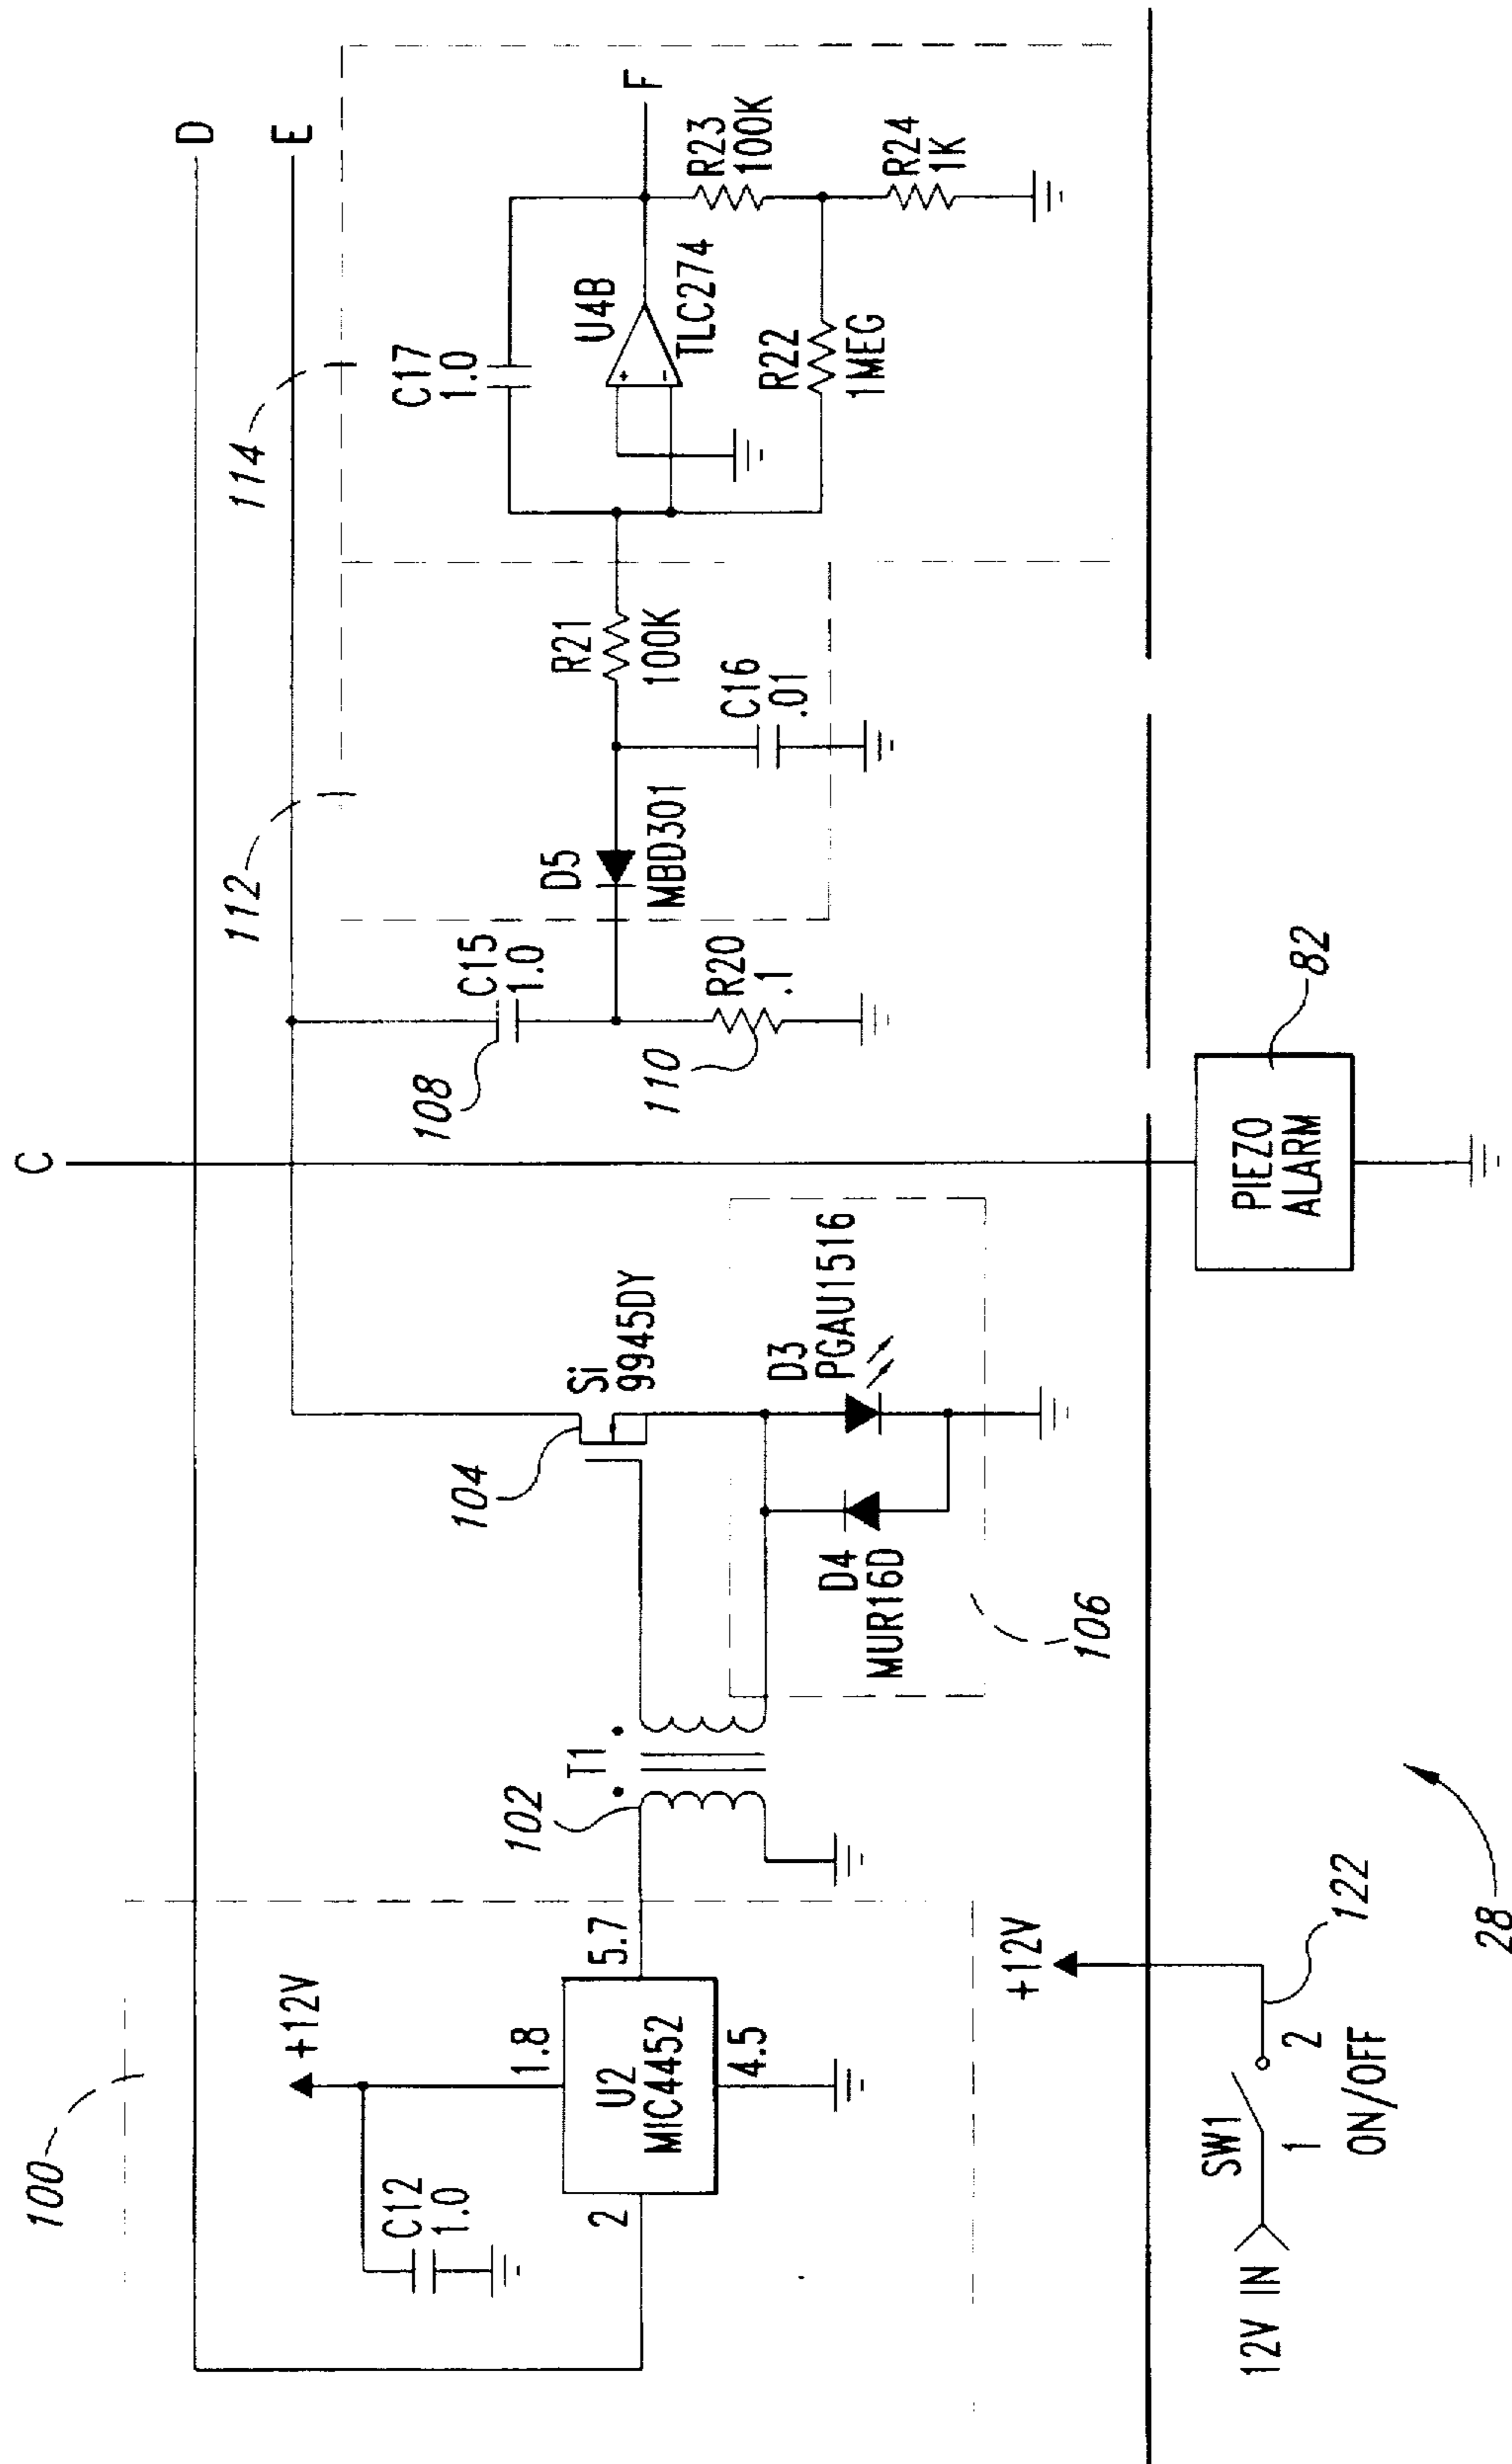 C
D
E
F
100
+12V
C12
1.0
1.8
U2
MIC4452
2
5.7
4.5
102
T1
104
Si
9945DY
D3
PGAU1516
D4
MUR16D
106
108
C15
1.0
110
R20
.1
112
D5
MBD301
R21
100K
C16
.01
114
C17
1.0
U4B
+
-
TLC274
R22
1MEG
R23
100K
R24
1K
+12V
12V IN
SW1
1
2
ON/OFF
122
28
PIEZO
ALARM
82